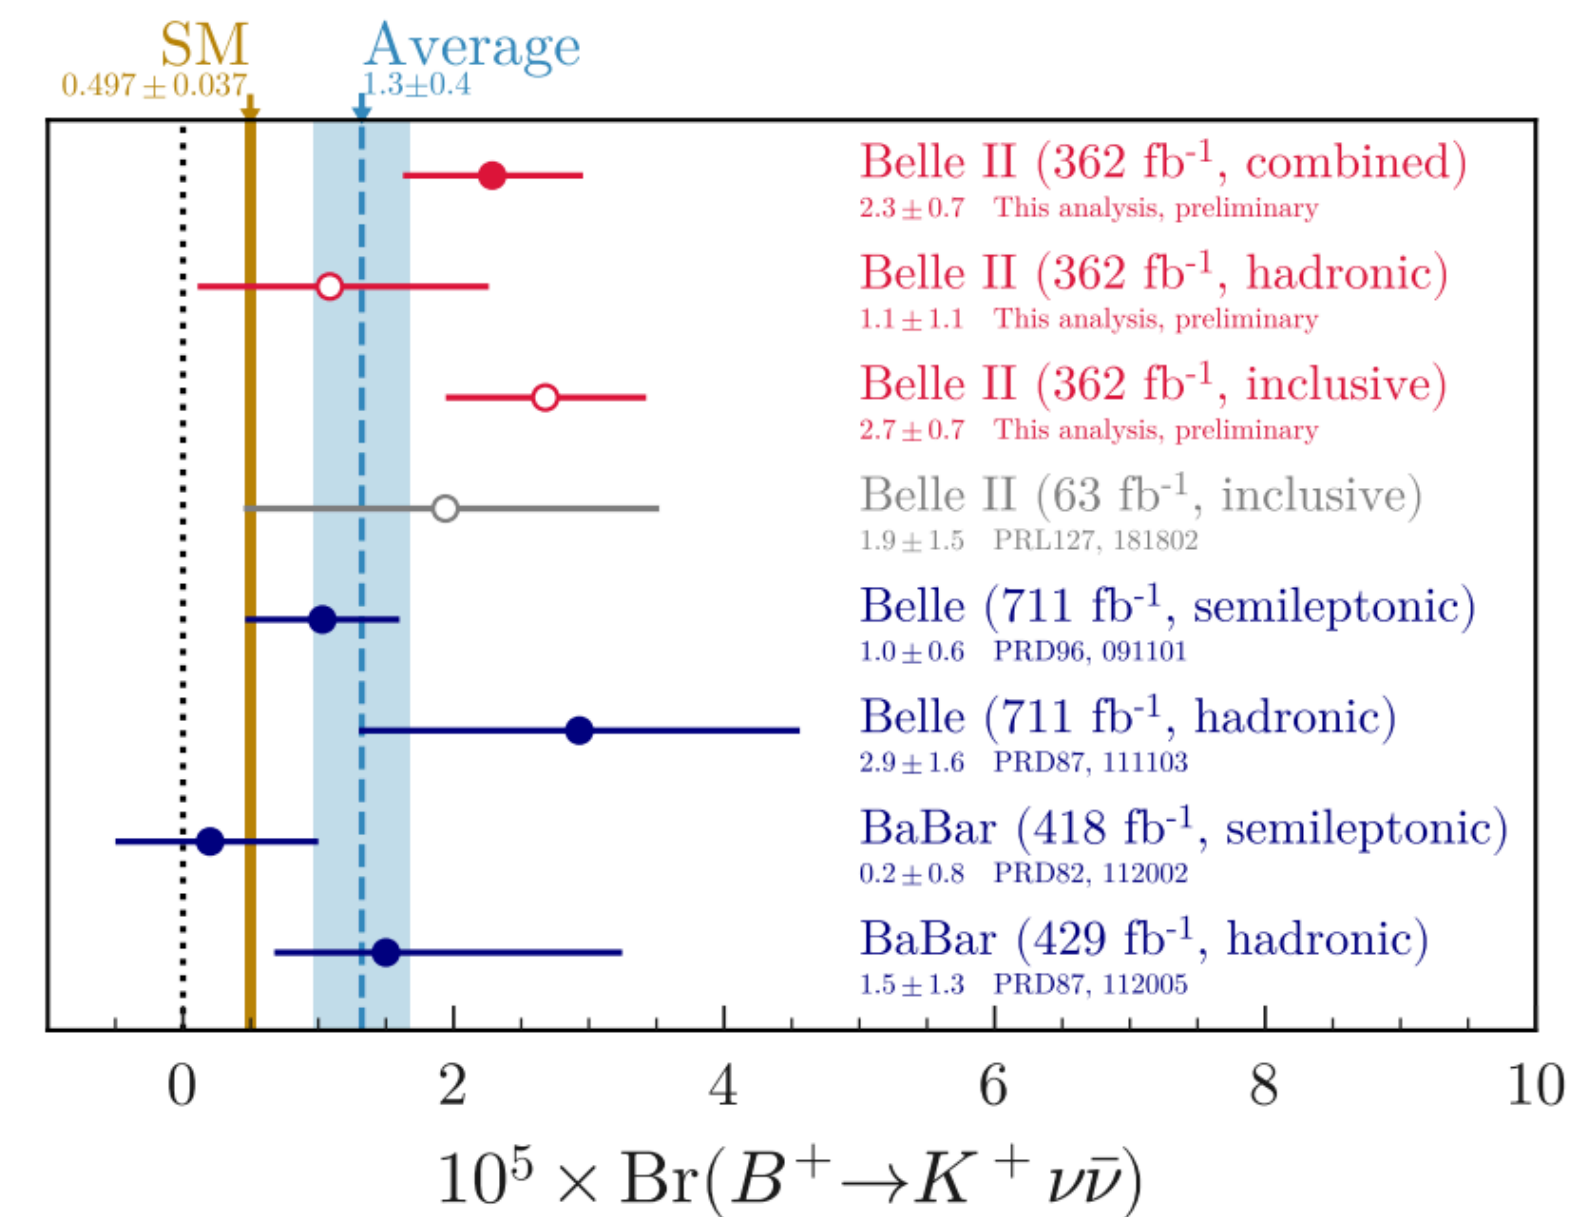 SM
0.497 ± 0.037
Average
1.3±0.4
Belle II (362 fb⁻¹, combined)
2.3 ± 0.7 This analysis, preliminary
Belle II (362 fb⁻¹, hadronic)
1.1 ± 1.1 This analysis, preliminary
Belle II (362 fb⁻¹, inclusive)
2.7 ± 0.7 This analysis, preliminary
Belle II (63 fb⁻¹, inclusive)
1.9 ± 1.5 PRL127, 181802
Belle (711 fb⁻¹, semileptonic)
1.0 ± 0.6 PRD96, 091101
Belle (711 fb⁻¹, hadronic)
2.9 ± 1.6 PRD87, 111103
BaBar (418 fb⁻¹, semileptonic)
0.2 ± 0.8 PRD82, 112002
BaBar (429 fb⁻¹, hadronic)
1.5 ± 1.3 PRD87, 112005
0 2 4 6 8 10
10⁵ × Br(B⁺→K⁺νν̄)